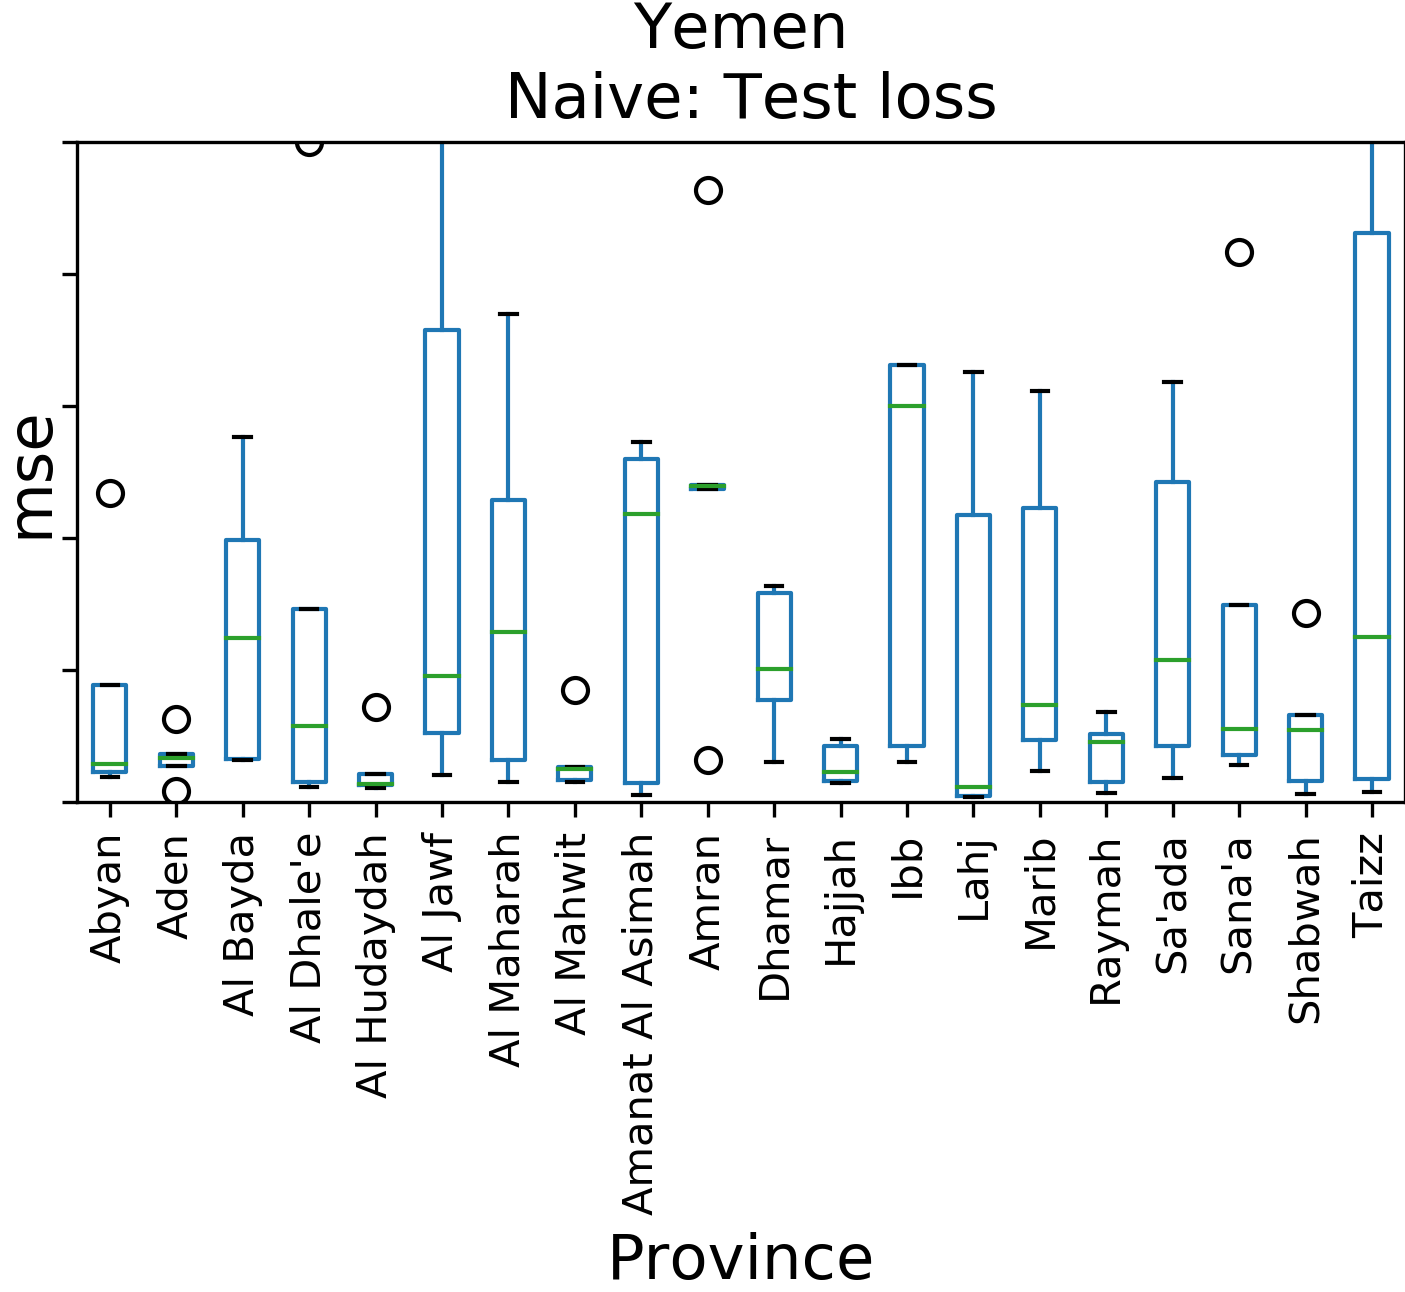 Yemen
Naive: Test loss
mse
Abyan
Aden
Al Bayda
Al Dhale'e
Al Hudaydah
Al Jawf
Al Maharah
Al Mahwit
Amanat Al Asimah
Amran
Dhamar
Hajjah
Ibb
Lahj
Marib
Raymah
Sa'ada
Sana'a
Shabwah
Taizz
Province